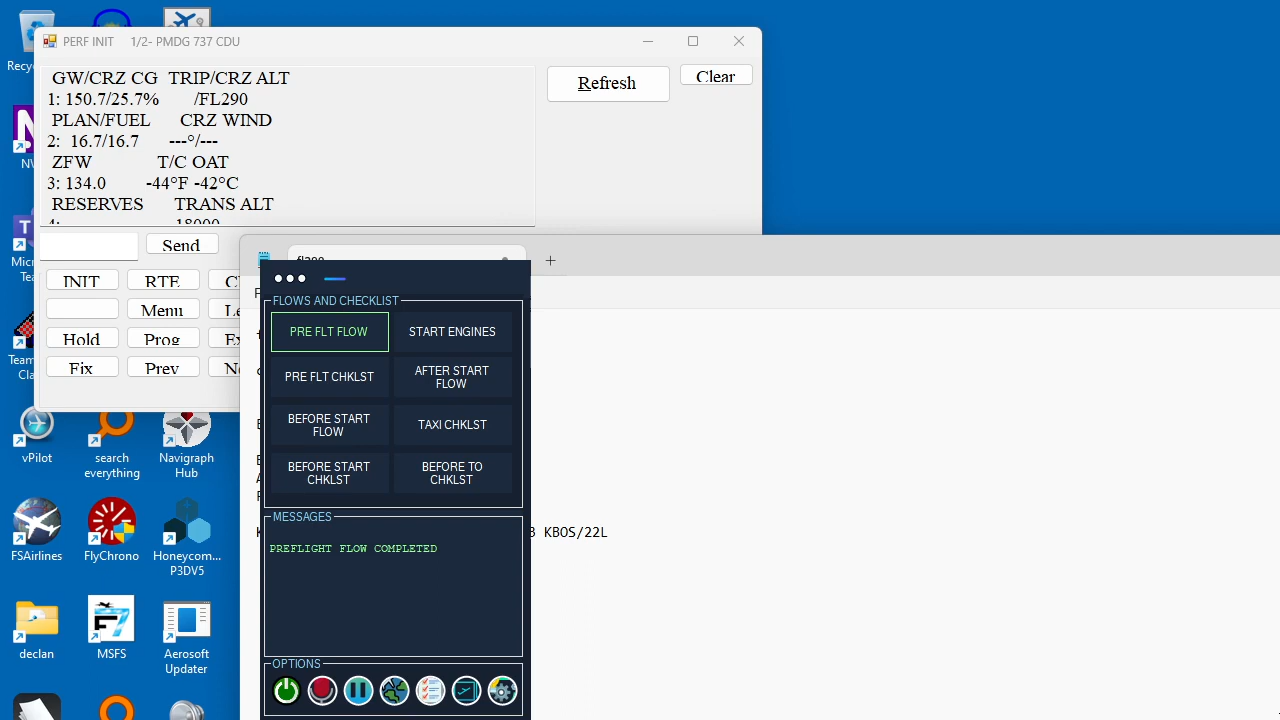 PERF INIT 1/2- PMDG 737 CDU
GW/CRZ CG TRIP/CRZ ALT
1: 150.7/25.7% /FL290
PLAN/FUEL CRZ WIND
2: 16.7/16.7 ---°/---
ZFW T/C OAT
3: 134.0 -44°F -42°C
RESERVES TRANS ALT
4: 18000
Refresh
Clear
Send
INIT
RTE
Menu
Hold
Prog
Fix
Prev
FLOWS AND CHECKLIST
PRE FLT FLOW
START ENGINES
PRE FLT CHKLST
AFTER START
FLOW
BEFORE START
FLOW
TAXI CHKLST
BEFORE START
CHKLST
BEFORE TO
CHKLST
MESSAGES
PREFLIGHT FLOW COMPLETED
OPTIONS
KBOS/22L
vPilot
search
everything
Navigraph
Hub
FSAirlines
FlyChrono
Honeycom...
P3DV5
declan
MSFS
Aerosoft
Updater